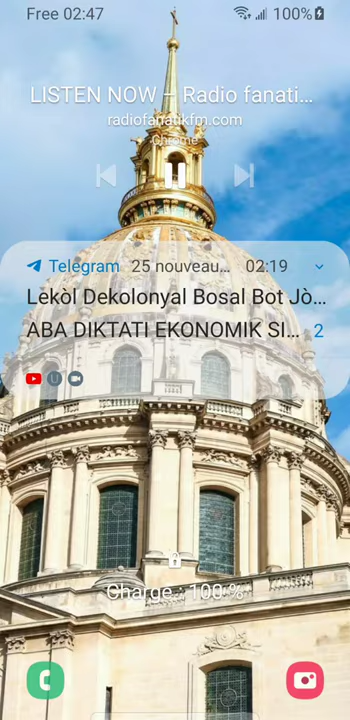 Free 02:47 100%
LISTEN NOW – Radio fanati...
radiofanatikfm.com
Chrome
Telegram 25 nouveau... 02:19
Lekòl Dekolonyal Bosal Bot Jò...
ABA DIKTATI EKONOMIK SI... 2
Charge : 100 %